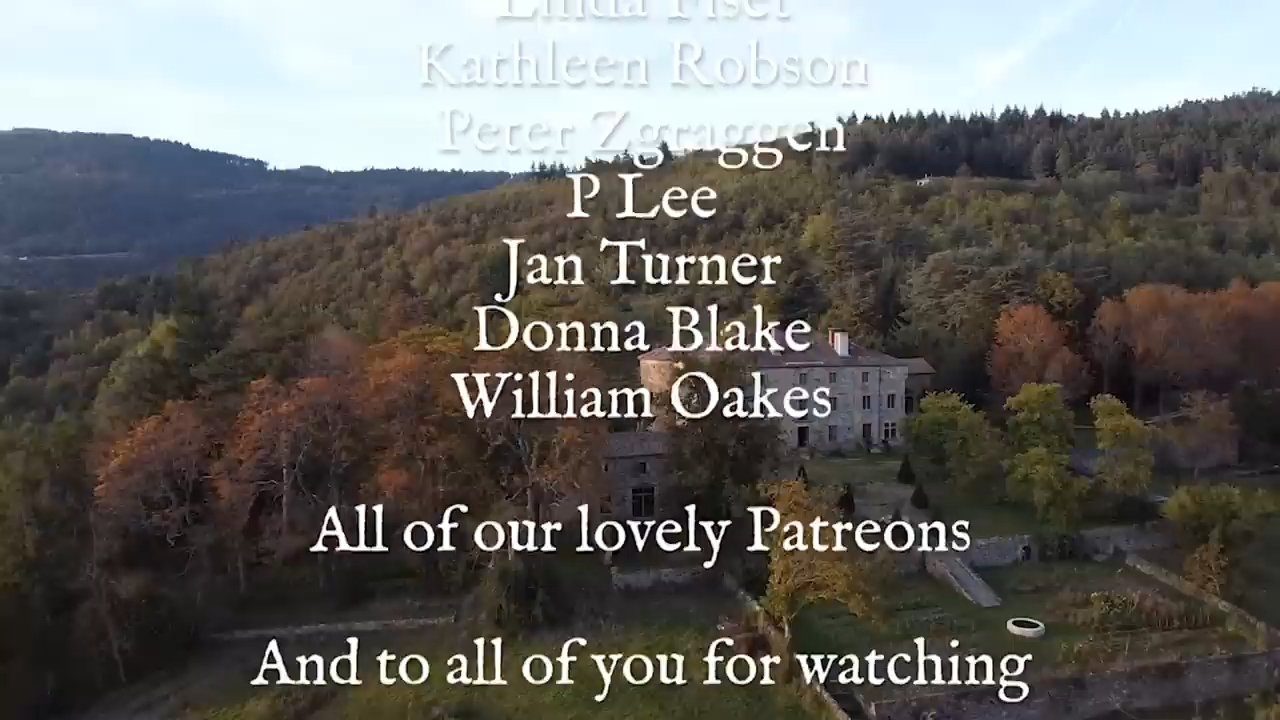 Kathleen Robson
Peter Zgraggen
P Lee
Jan Turner
Donna Blake
William Oakes
All of our lovely Patreons
And to all of you for watching